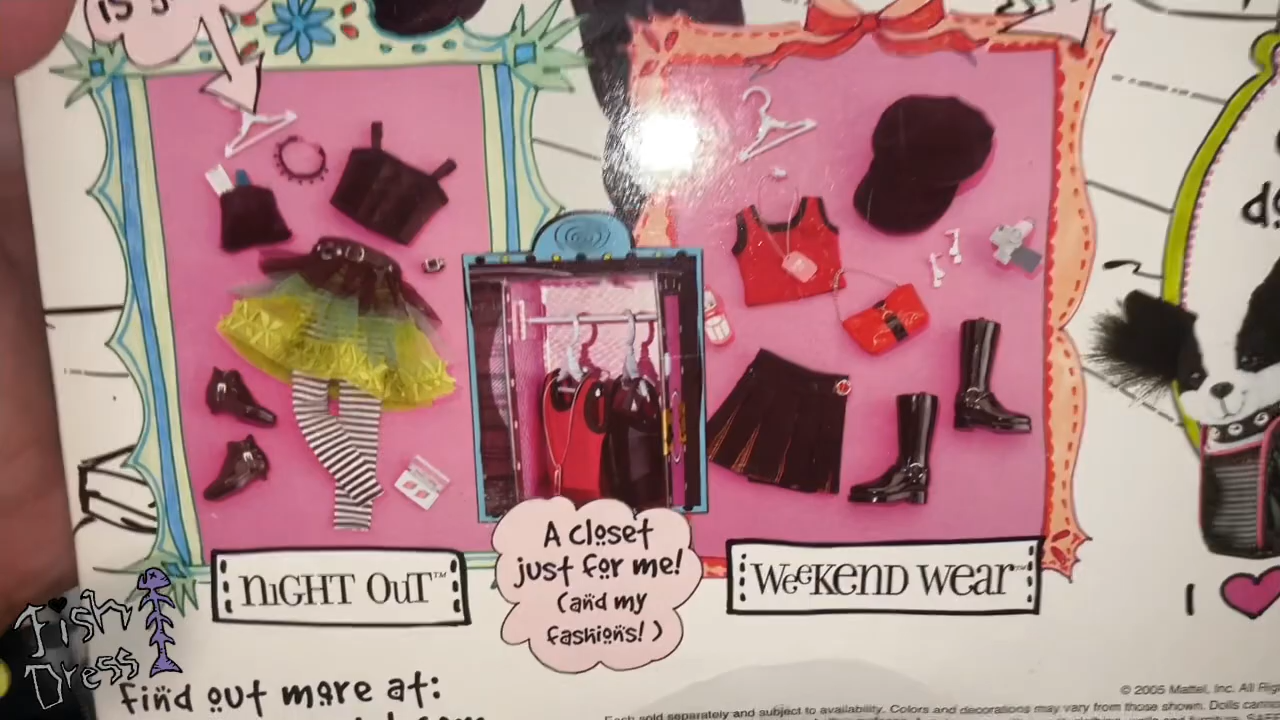 is j
NiGHT OuT™
A closet
just for me!
(and my
fashions!)
WeeKEND WeaR™
I
Fish
Dress
find out more at:
© 2005 Mattel, Inc. All Rig
Each sold separately and subject to availability. Colors and decorations may vary from those shown. Dolls canno